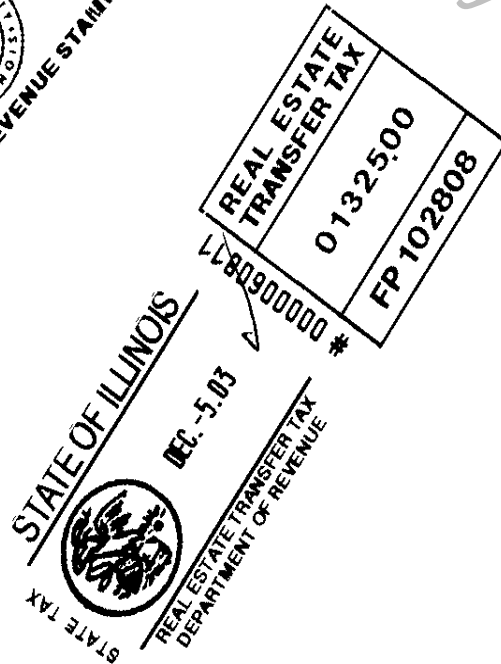 REVENUE STAMP
STATE TAX
STATE OF ILLINOIS
DEC.-5.03
REAL ESTATE TRANSFER TAX
DEPARTMENT OF REVENUE
# 0000060811
REAL ESTATE
TRANSFER TAX
0132500
FP 102808